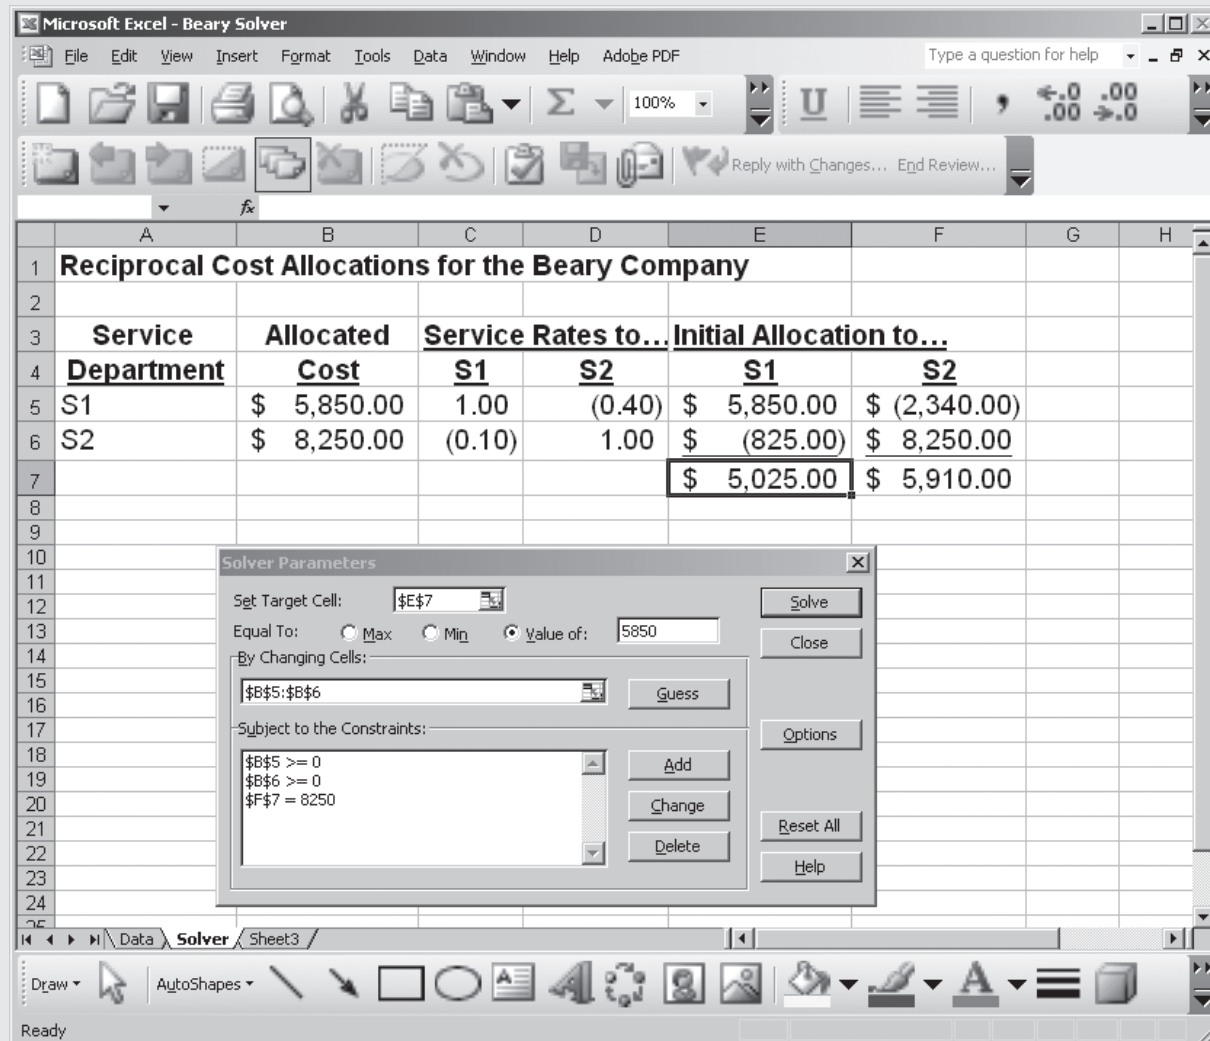 Microsoft Excel - Beary Solver
File Edit View Insert Format Tools Data Window Help Adobe PDF Type a question for help
Σ 100% U , .0 .00 .00 .0
Reply with Changes... End Review...
fx
A B C D E F G H
1 Reciprocal Cost Allocations for the Beary Company
2
3 Service Allocated Service Rates to... Initial Allocation to...
4 Department Cost S1 S2 S1 S2
5 S1 $ 5,850.00 1.00 (0.40) $ 5,850.00 $ (2,340.00)
6 S2 $ 8,250.00 (0.10) 1.00 $ (825.00) $ 8,250.00
7 $ 5,025.00 $ 5,910.00
8
9
10 Solver Parameters
11
12 Set Target Cell: $E$7 Solve
13 Equal To: Max Min Value of: 5850 Close
14 By Changing Cells:
15 $B$5:$B$6 Guess
16
17 Subject to the Constraints: Options
18 $B$5 >= 0 Add
19 $B$6 >= 0
20 $F$7 = 8250 Change
21 Reset All
22 Delete
23 Help
24
25
Data Solver Sheet3
Draw AutoShapes A A A
Ready